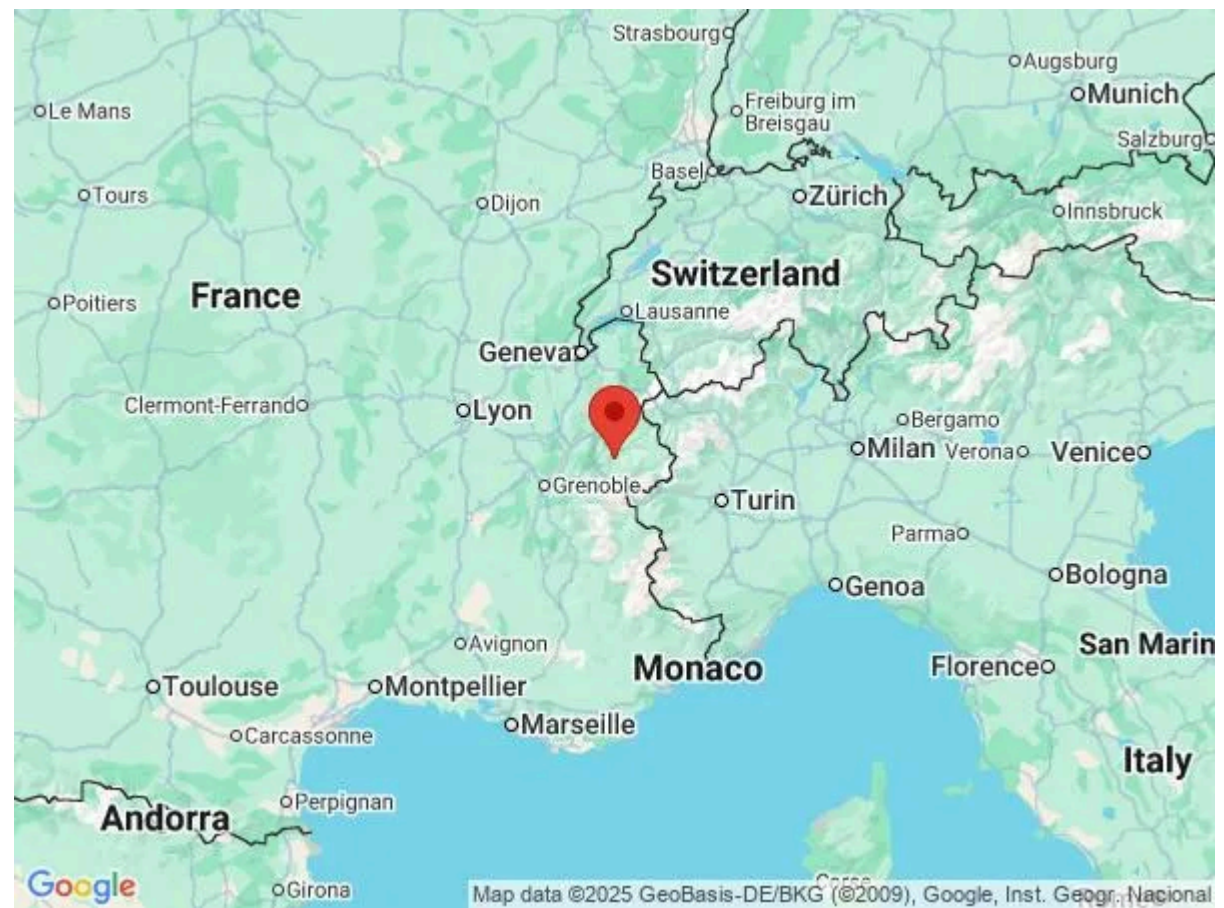 Strasbourg
Augsburg
Munich
Le Mans
Freiburg im
Breisgau
Salzburg
Basel
Tours
Zürich
Dijon
Innsbruck
Switzerland
France
Poitiers
Lausanne
Geneva
Clermont-Ferrand
Lyon
Bergamo
Milan
Verona
Venice
Grenoble
Turin
Parma
Bologna
Genoa
Avignon
San Marin
Monaco
Florence
Toulouse
Montpellier
Marseille
Carcassonne
Italy
Perpignan
Andorra
Google
Girona
Map data ©2025 GeoBasis-DE/BKG (©2009), Google, Inst. Geogr. Nacional